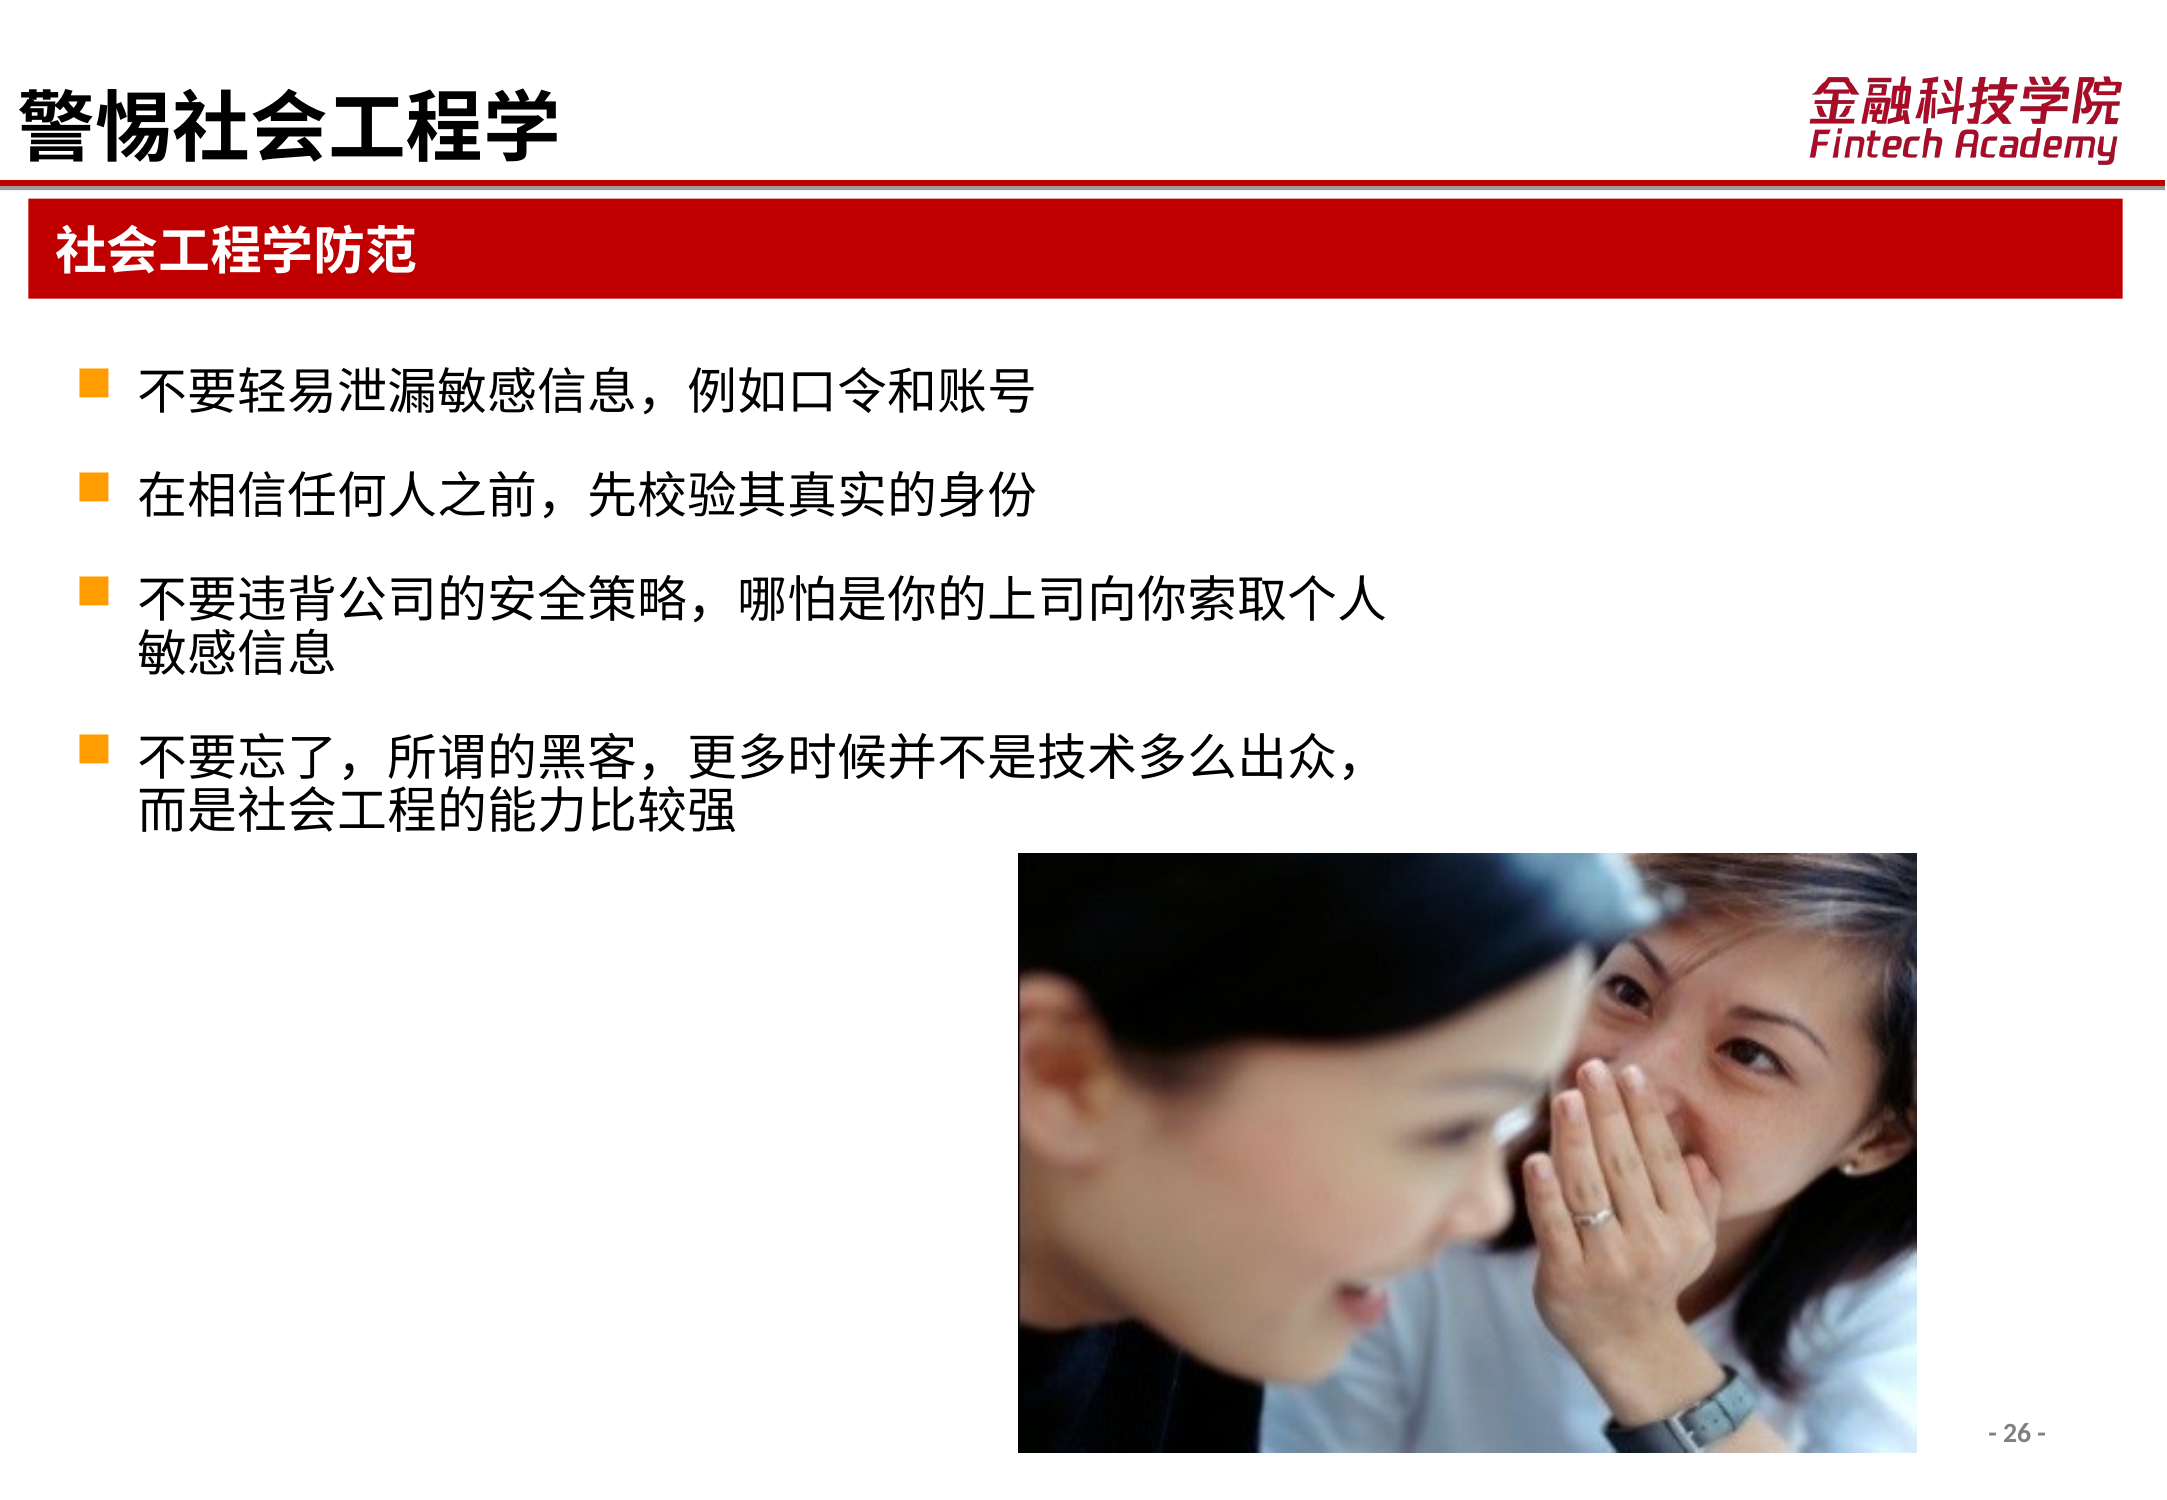 警惕社会工程学
金融科技学院
Fintech Academy
社会工程学防范
不要轻易泄漏敏感信息，例如口令和账号
在相信任何人之前，先校验其真实的身份
不要违背公司的安全策略，哪怕是你的上司向你索取个人
敏感信息
不要忘了，所谓的黑客，更多时候并不是技术多么出众，
而是社会工程的能力比较强
- 26 -